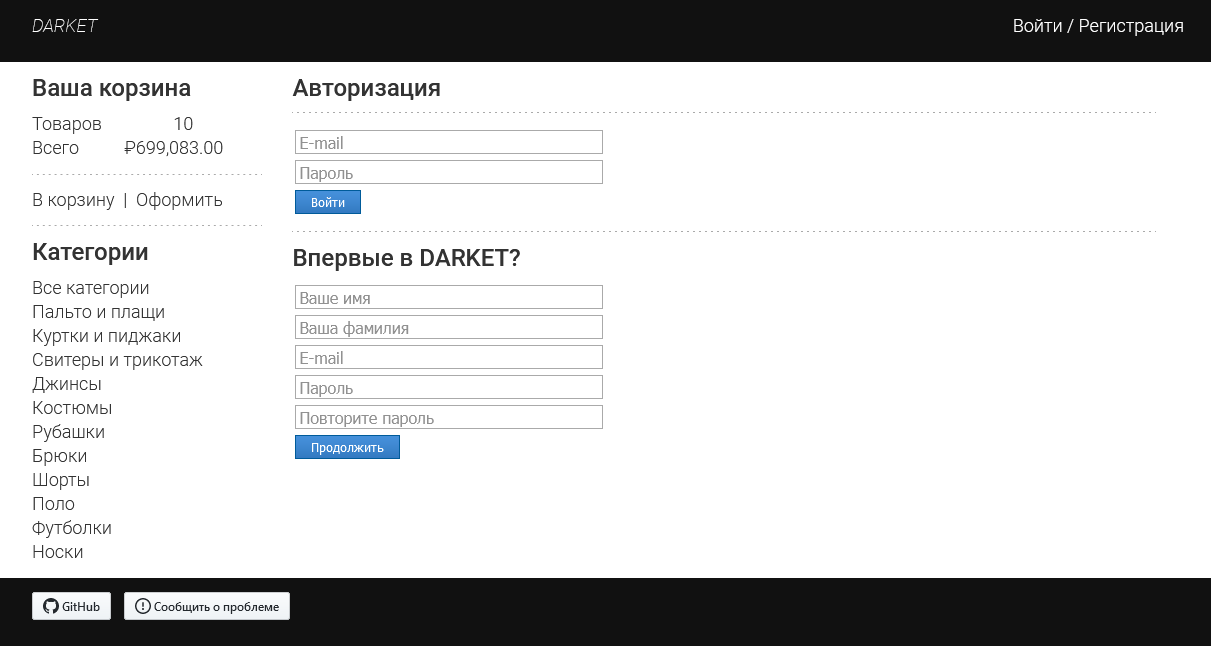 DARKET
Войти / Регистрация
Ваша корзина
Товаров 10
Всего ₽699,083.00
В корзину | Оформить
Категории
Все категории
Пальто и плащи
Куртки и пиджаки
Свитеры и трикотаж
Джинсы
Костюмы
Рубашки
Брюки
Шорты
Поло
Футболки
Носки
Авторизация
E-mail
Пароль
Войти
Впервые в DARKET?
Ваше имя
Ваша фамилия
E-mail
Пароль
Повторите пароль
Продолжить
GitHub
Сообщить о проблеме